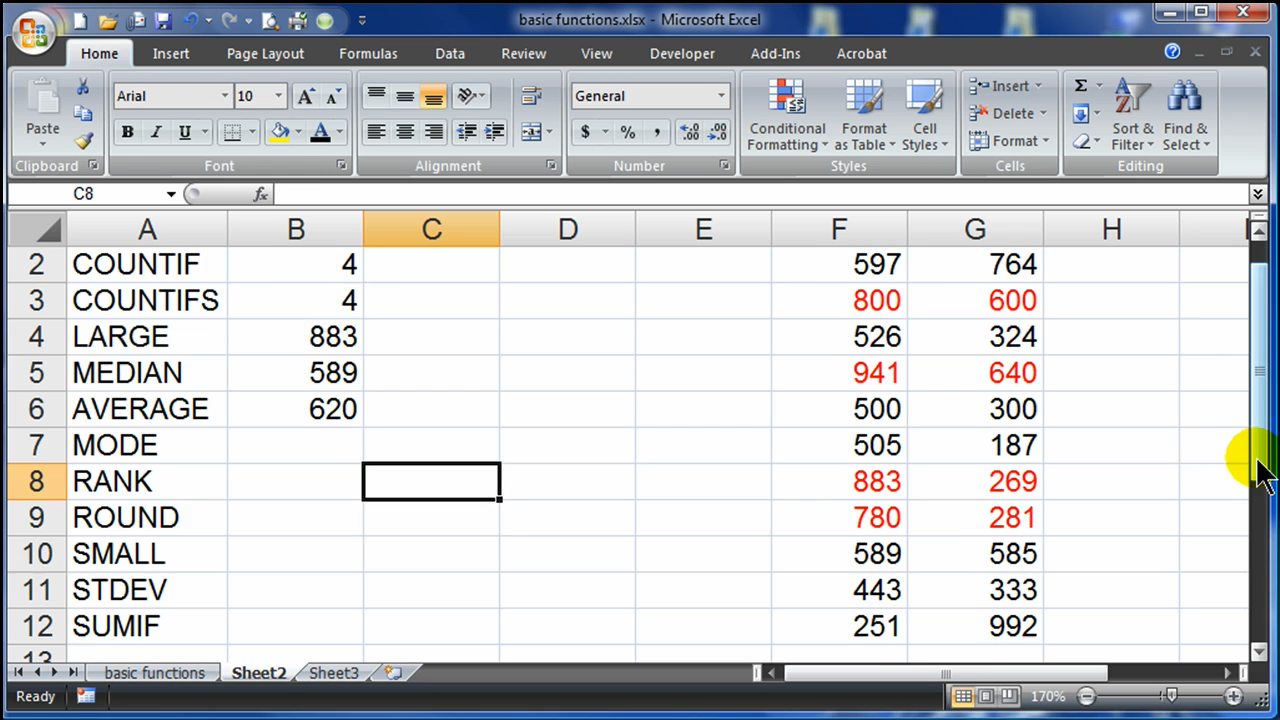 basic functions.xlsx - Microsoft Excel
Home Insert Page Layout Formulas Data Review View Developer Add-Ins Acrobat
Arial 10 General Insert
Paste Conditional Format Cell Delete Sort & Find &
Formatting as Table Styles Format Filter Select
Clipboard Font Alignment Number Styles Cells Editing
C8 fx
A B C D E F G H
2 COUNTIF 4 597 764
3 COUNTIFS 4 800 600
4 LARGE 883 526 324
5 MEDIAN 589 941 640
6 AVERAGE 620 500 300
7 MODE 505 187
8 RANK 883 269
9 ROUND 780 281
10 SMALL 589 585
11 STDEV 443 333
12 SUMIF 251 992
13
basic functions Sheet2 Sheet3
Ready 170%